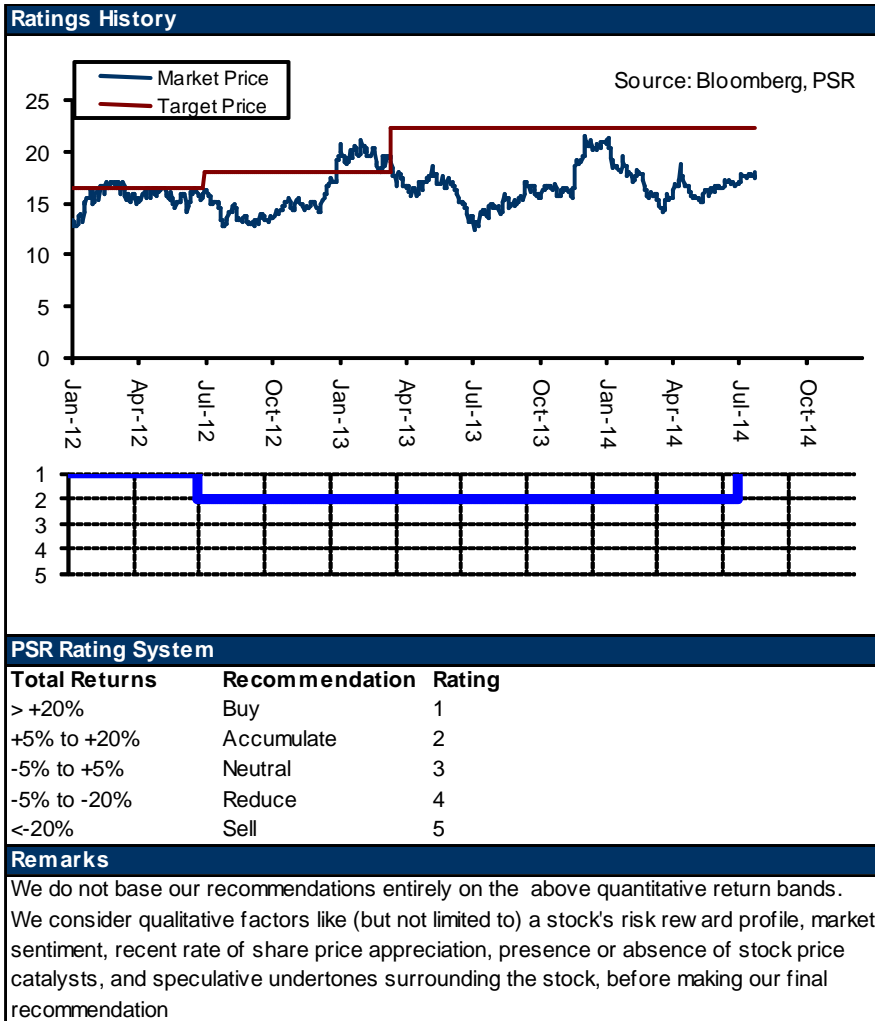 Ratings History
Market Price
Target Price
Source: Bloomberg, PSR
25
20
15
10
5
0
Jan-12
Apr-12
Jul-12
Oct-12
Jan-13
Apr-13
Jul-13
Oct-13
Jan-14
Apr-14
Jul-14
Oct-14
1
2
3
4
5
PSR Rating System
Total Returns Recommendation Rating
> +20% Buy 1
+5% to +20% Accumulate 2
-5% to +5% Neutral 3
-5% to -20% Reduce 4
<-20% Sell 5
Remarks
We do not base our recommendations entirely on the above quantitative return bands.
We consider qualitative factors like (but not limited to) a stock's risk reward profile, market
sentiment, recent rate of share price appreciation, presence or absence of stock price
catalysts, and speculative undertones surrounding the stock, before making our final
recommendation